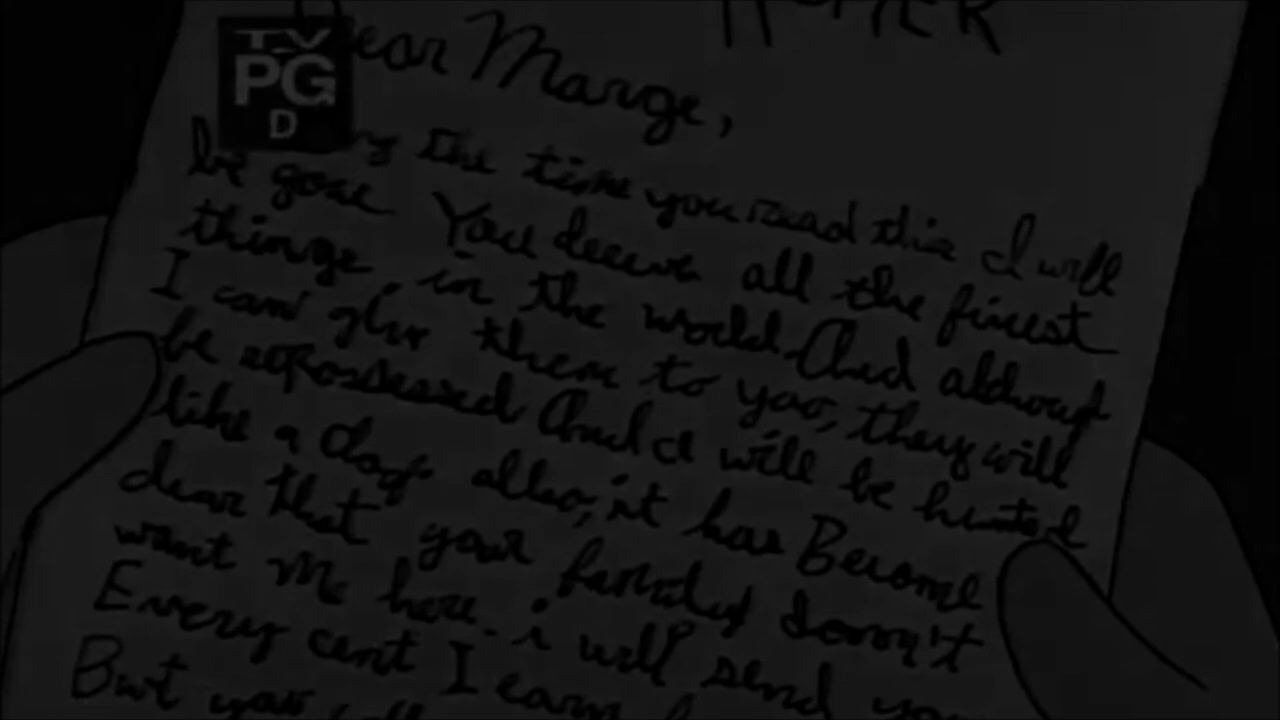 HOMER
TV
PG
D
Dear Marge,
By the time you read this I will
be gone You deserve all the finest
things in the world And although
I can give them to you, they will
be repossessed And I will be hunted
like a dog. also, it has Become
clear that your family donn't
want me here. i will send you
Every cent I earn
But you